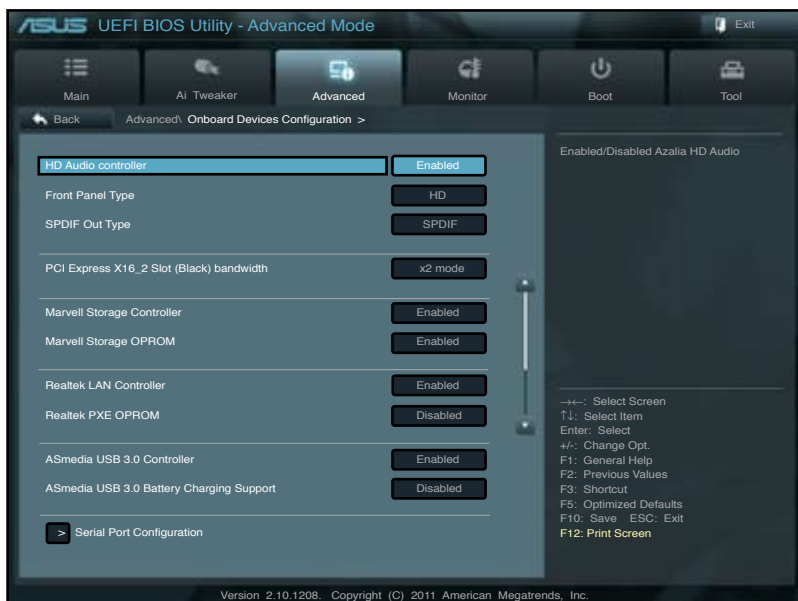 ASUS UEFI BIOS Utility - Advanced Mode
Exit
Main
Ai Tweaker
Advanced
Monitor
Boot
Tool
Back
Advanced\ Onboard Devices Configuration >
HD Audio controller Enabled
Front Panel Type HD
SPDIF Out Type SPDIF
PCI Express X16_2 Slot (Black) bandwidth x2 mode
Marvell Storage Controller Enabled
Marvell Storage OPROM Enabled
Realtek LAN Controller Enabled
Realtek PXE OPROM Disabled
ASmedia USB 3.0 Controller Enabled
ASmedia USB 3.0 Battery Charging Support Disabled
> Serial Port Configuration
Enabled/Disabled Azalia HD Audio
→←: Select Screen
↑↓: Select Item
Enter: Select
+/-: Change Opt.
F1: General Help
F2: Previous Values
F3: Shortcut
F5: Optimized Defaults
F10: Save ESC: Exit
F12: Print Screen
Version 2.10.1208. Copyright (C) 2011 American Megatrends, Inc.